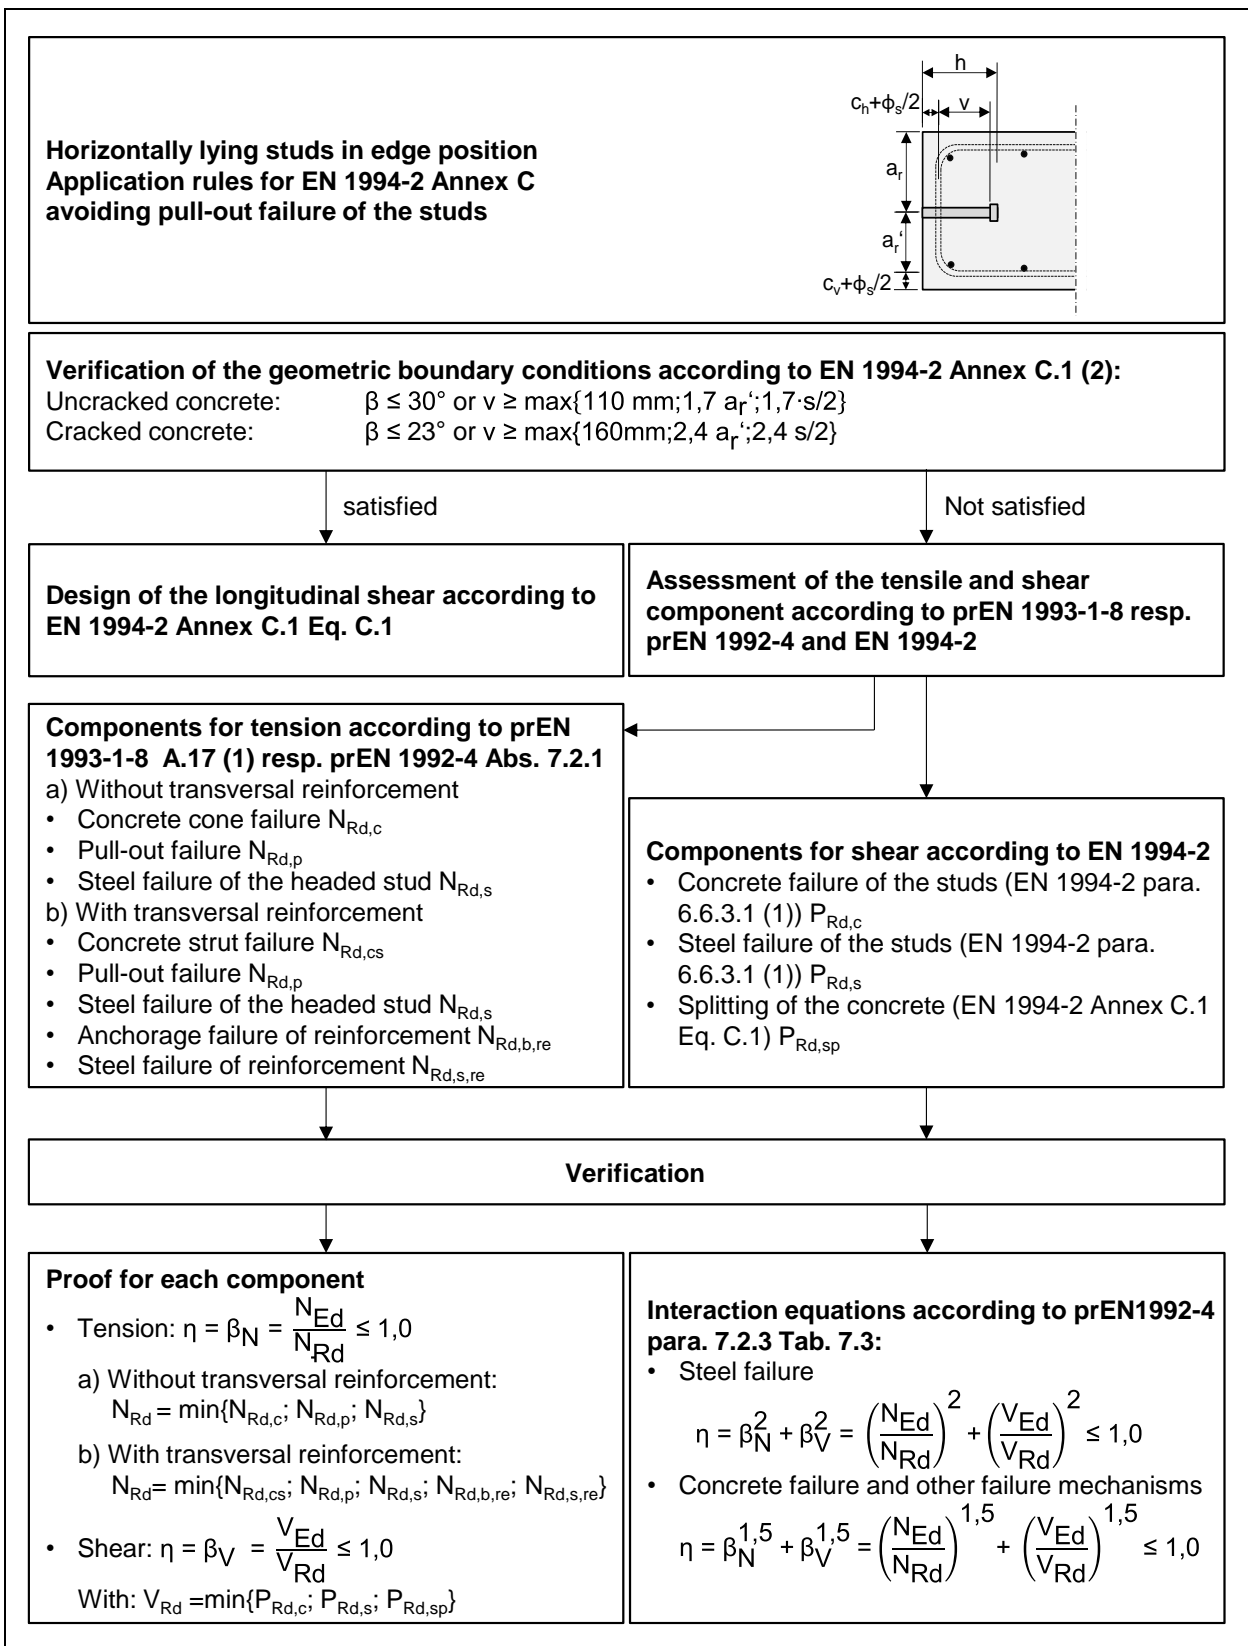 h
cₕ+ϕₛ/2
v
aᵣ
aᵣ‘
cᵥ+ϕₛ/2
Horizontally lying studs in edge position
Application rules for EN 1994-2 Annex C
avoiding pull-out failure of the studs
Verification of the geometric boundary conditions according to EN 1994-2 Annex C.1 (2):
Uncracked concrete: β ≤ 30° or v ≥ max{110 mm;1,7 aᵣ‘;1,7·s/2}
Cracked concrete: β ≤ 23° or v ≥ max{160mm;2,4 aᵣ‘;2,4 s/2}
satisfied
Not satisfied
Design of the longitudinal shear according to
EN 1994-2 Annex C.1 Eq. C.1
Assessment of the tensile and shear
component according to prEN 1993-1-8 resp.
prEN 1992-4 and EN 1994-2
Components for tension according to prEN
1993-1-8 A.17 (1) resp. prEN 1992-4 Abs. 7.2.1
a) Without transversal reinforcement
• Concrete cone failure N_Rd,c
• Pull-out failure N_Rd,p
• Steel failure of the headed stud N_Rd,s
b) With transversal reinforcement
• Concrete strut failure N_Rd,cs
• Pull-out failure N_Rd,p
• Steel failure of the headed stud N_Rd,s
• Anchorage failure of reinforcement N_Rd,b,re
• Steel failure of reinforcement N_Rd,s,re
Components for shear according to EN 1994-2
• Concrete failure of the studs (EN 1994-2 para.
6.6.3.1 (1)) P_Rd,c
• Steel failure of the studs (EN 1994-2 para.
6.6.3.1 (1)) P_Rd,s
• Splitting of the concrete (EN 1994-2 Annex C.1
Eq. C.1) P_Rd,sp
Verification
Proof for each component
• Tension: η = β_N = N_Ed/N_Rd ≤ 1,0
a) Without transversal reinforcement:
N_Rd = min{N_Rd,c; N_Rd,p; N_Rd,s}
b) With transversal reinforcement:
N_Rd= min{N_Rd,cs; N_Rd,p; N_Rd,s; N_Rd,b,re; N_Rd,s,re}
• Shear: η = β_V = V_Ed/V_Rd ≤ 1,0
With: V_Rd =min{P_Rd,c; P_Rd,s; P_Rd,sp}
Interaction equations according to prEN1992-4
para. 7.2.3 Tab. 7.3:
• Steel failure
η = β_N^2 + β_V^2 = (N_Ed/N_Rd)^2 + (V_Ed/V_Rd)^2 ≤ 1,0
• Concrete failure and other failure mechanisms
η = β_N^1,5 + β_V^1,5 = (N_Ed/N_Rd)^1,5 + (V_Ed/V_Rd)^1,5 ≤ 1,0